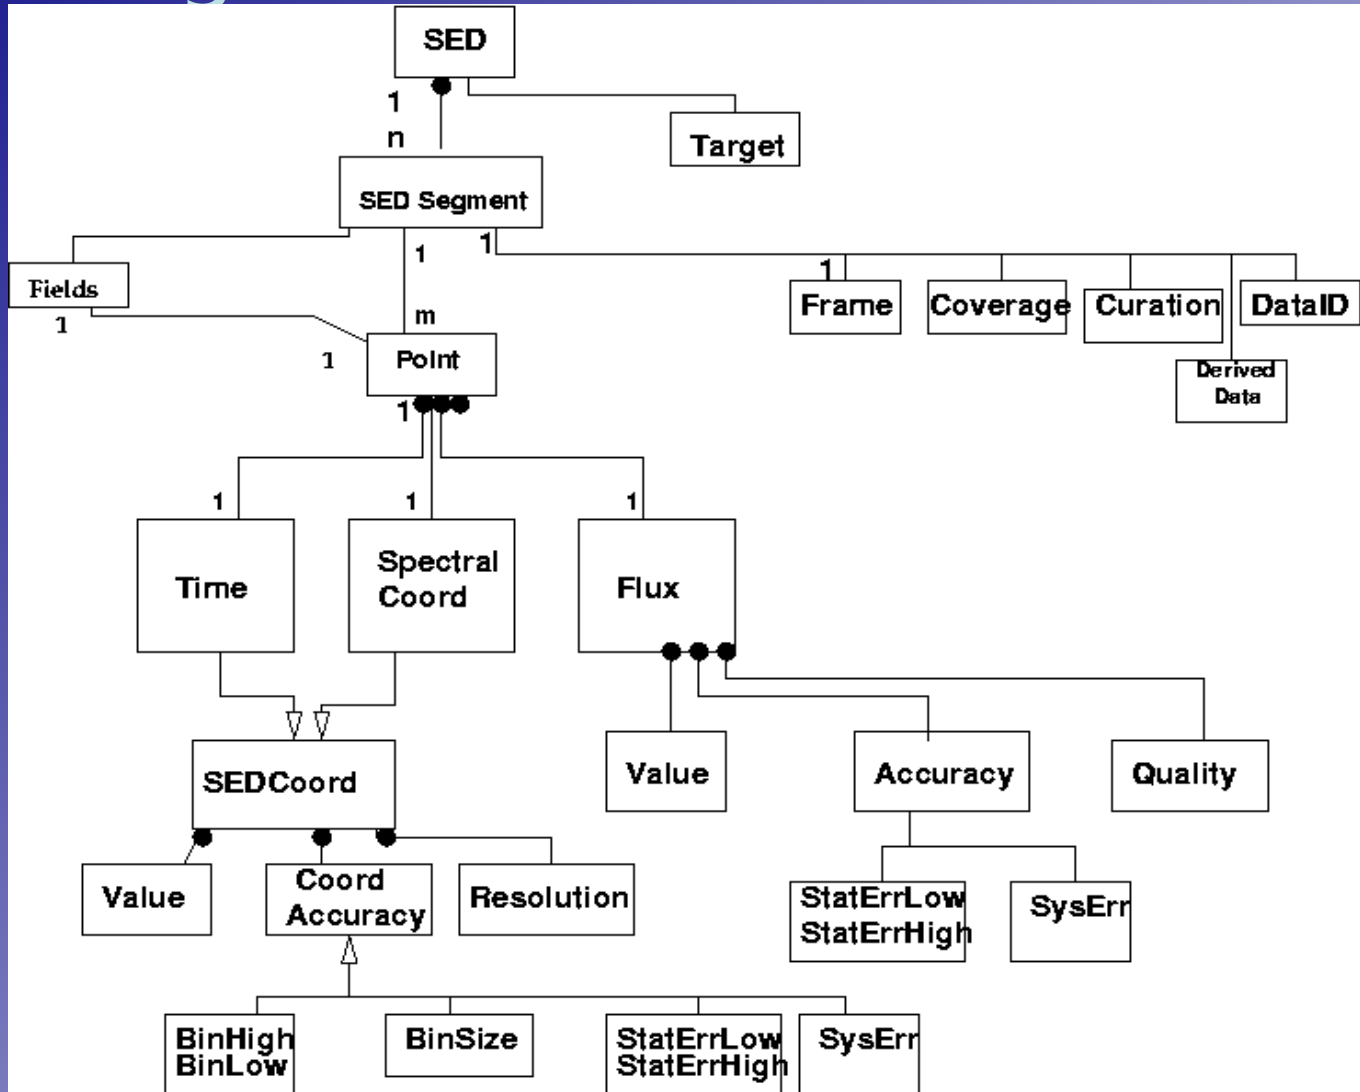 SED
1
n
Target
SED Segment
1
1
Fields
1
1
Frame
Coverage
Curation
DataID
m
1
Point
Derived
Data
1
1
1
1
Time
Spectral
Coord
Flux
SEDCoord
Value
Accuracy
Quality
Value
Coord
Accuracy
Resolution
StatErrLow
StatErrHigh
SysErr
BinHigh
BinLow
BinSize
StatErrLow
StatErrHigh
SysErr